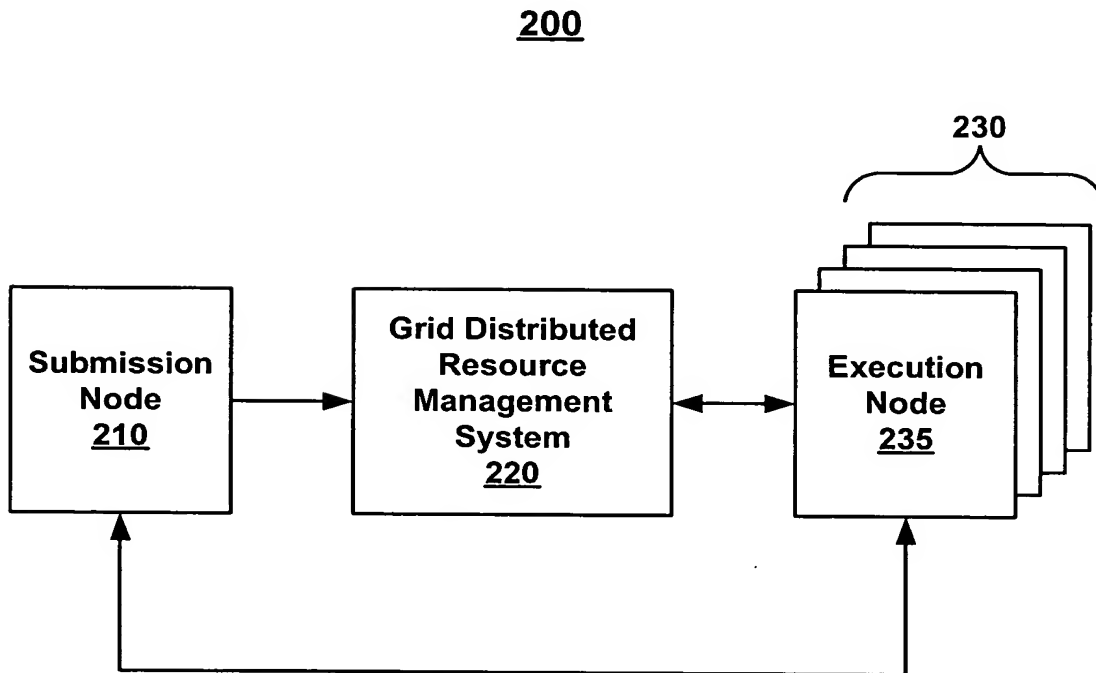 200
230
Submission
Node
210
Grid Distributed
Resource
Management
System
220
Execution
Node
235